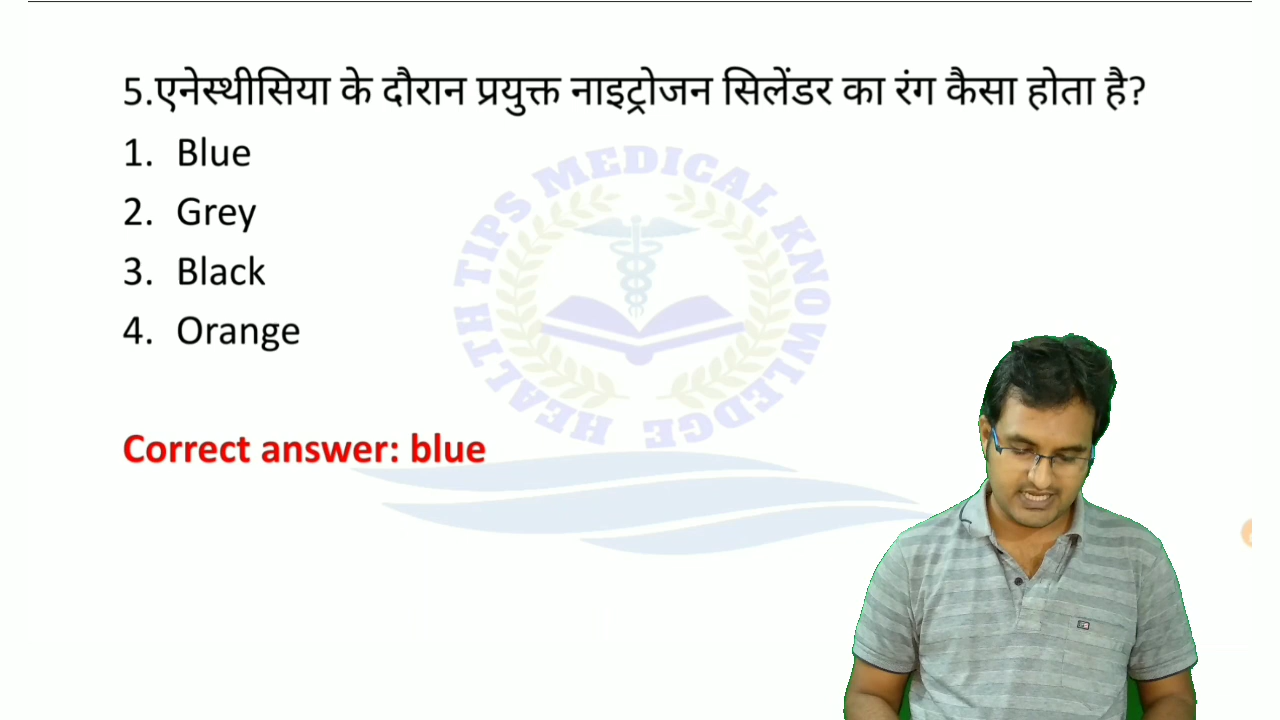 5.एनेस्थीसिया के दौरान प्रयुक्त नाइट्रोजन सिलेंडर का रंग कैसा होता है?
1. Blue
2. Grey
3. Black
4. Orange
Correct answer: blue
HEALTH TIPS MEDICAL KNOWLEDGE